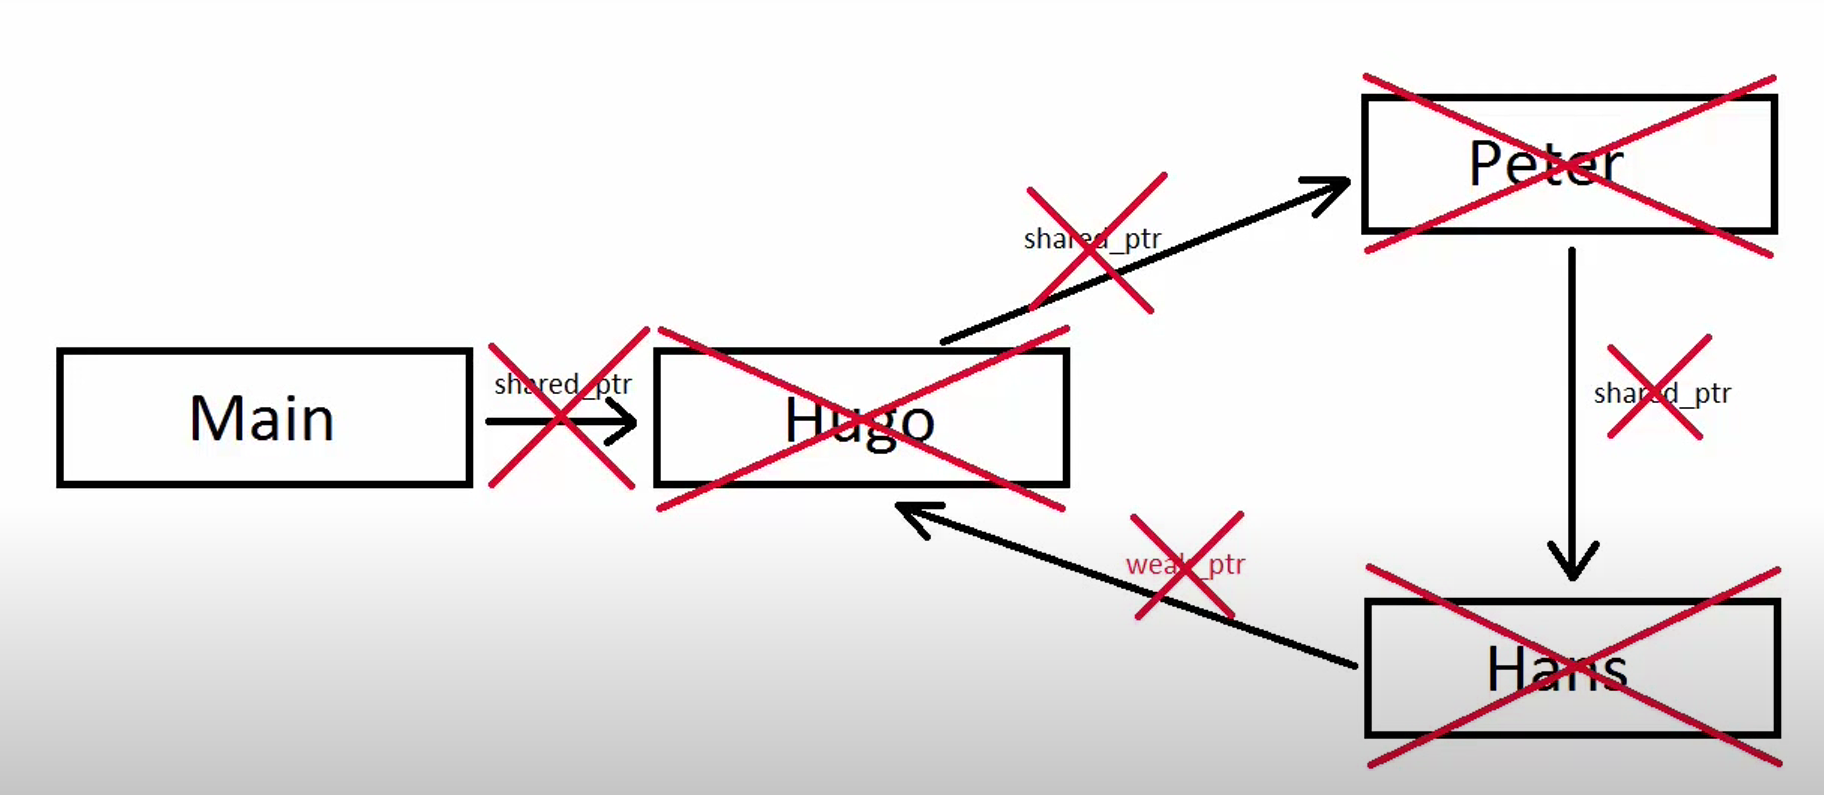 Peter
shared_ptr
shared_ptr
Main
shared_ptr
Hugo
weak_ptr
Hans